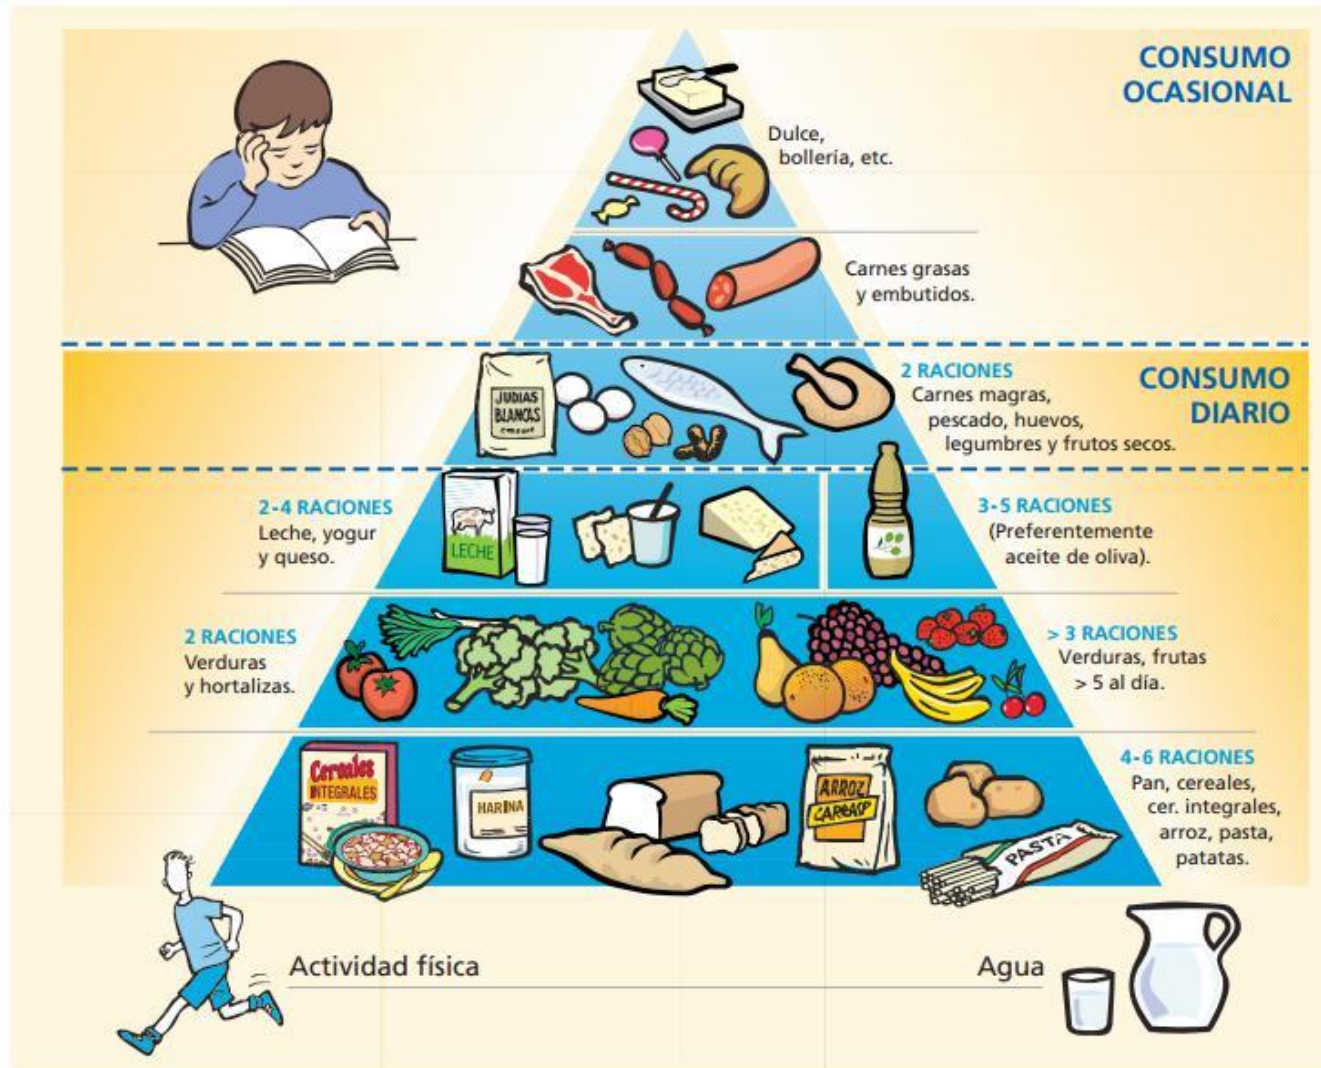 CONSUMO
OCASIONAL
Dulce,
bollería, etc.
Carnes grasas
y embutidos.
CONSUMO
DIARIO
2 RACIONES
Carnes magras,
pescado, huevos,
legumbres y frutos secos.
JUDIAS
BLANCAS
2-4 RACIONES
Leche, yogur
y queso.
LECHE
3-5 RACIONES
(Preferentemente
aceite de oliva).
2 RACIONES
Verduras
y hortalizas.
> 3 RACIONES
Verduras, frutas
> 5 al día.
4-6 RACIONES
Pan, cereales,
cer. integrales,
arroz, pasta,
patatas.
Cereales
INTEGRALES
HARINA
ARROZ
PASTA
Actividad física
Agua